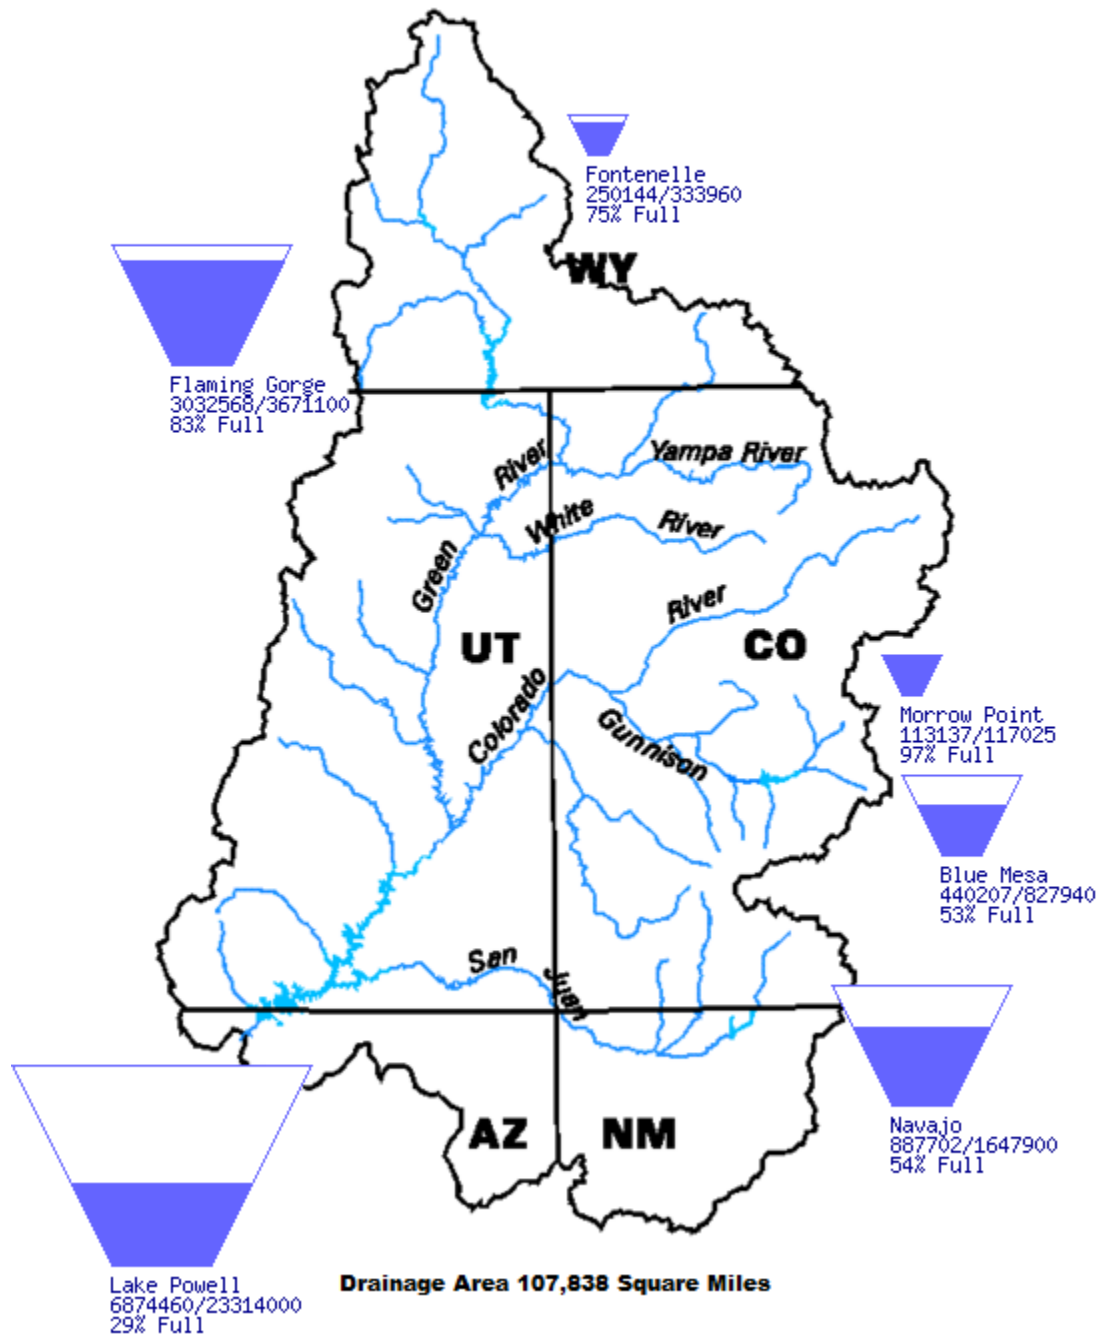 Fontenelle
250144/333960
75% Full
WY
Flaming Gorge
3032568/3671100
83% Full
Yampa River
River
White
River
Green
River
UT
CO
Colorado
Gunnison
Morrow Point
113137/117025
97% Full
Blue Mesa
440207/827940
53% Full
San
Juan
Navajo
887702/1647900
54% Full
AZ
NM
Lake Powell
6874460/23314000
29% Full
Drainage Area 107,838 Square Miles